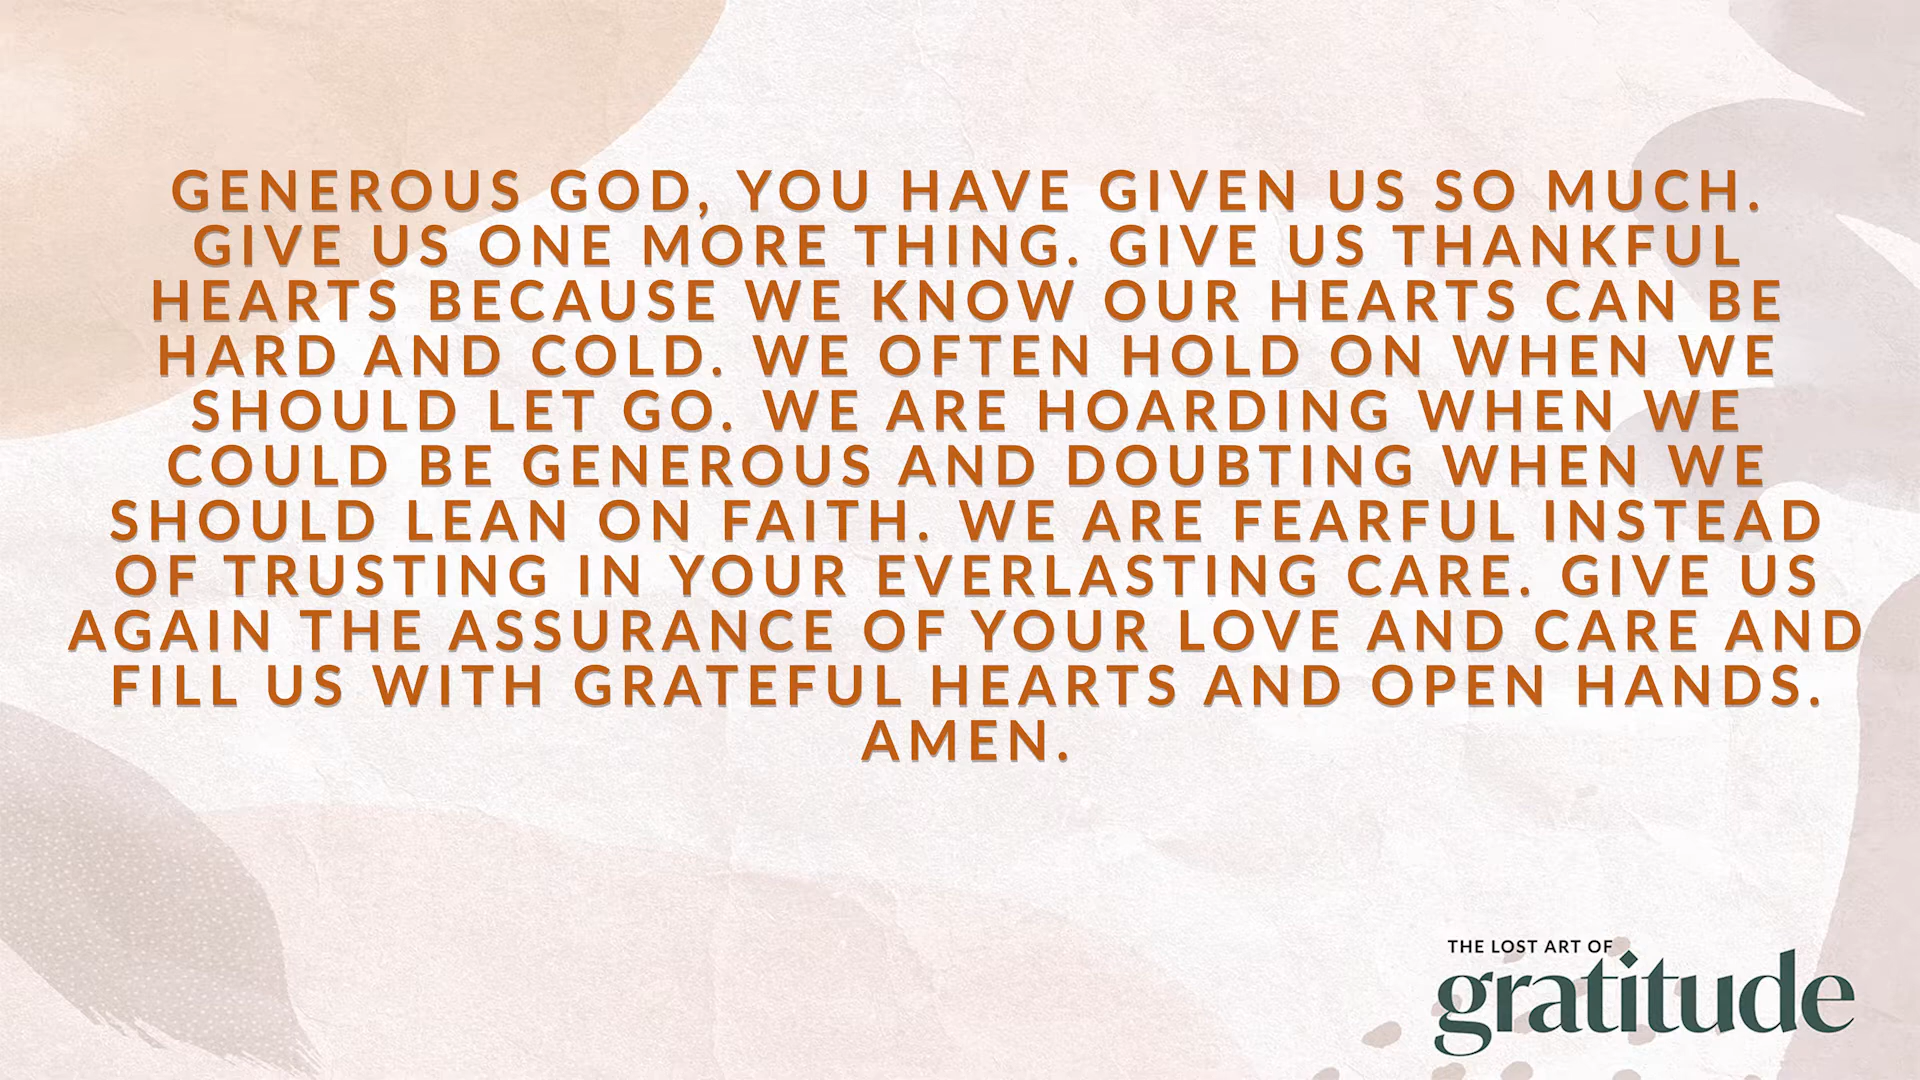 GENEROUS GOD, YOU HAVE GIVEN US SO MUCH.
GIVE US ONE MORE THING. GIVE US THANKFUL
HEARTS BECAUSE WE KNOW OUR HEARTS CAN BE
HARD AND COLD. WE OFTEN HOLD ON WHEN WE
SHOULD LET GO. WE ARE HOARDING WHEN WE
COULD BE GENEROUS AND DOUBTING WHEN WE
SHOULD LEAN ON FAITH. WE ARE FEARFUL INSTEAD
OF TRUSTING IN YOUR EVERLASTING CARE. GIVE US
AGAIN THE ASSURANCE OF YOUR LOVE AND CARE AND
FILL US WITH GRATEFUL HEARTS AND OPEN HANDS.
AMEN.
THE LOST ART OF
gratitude